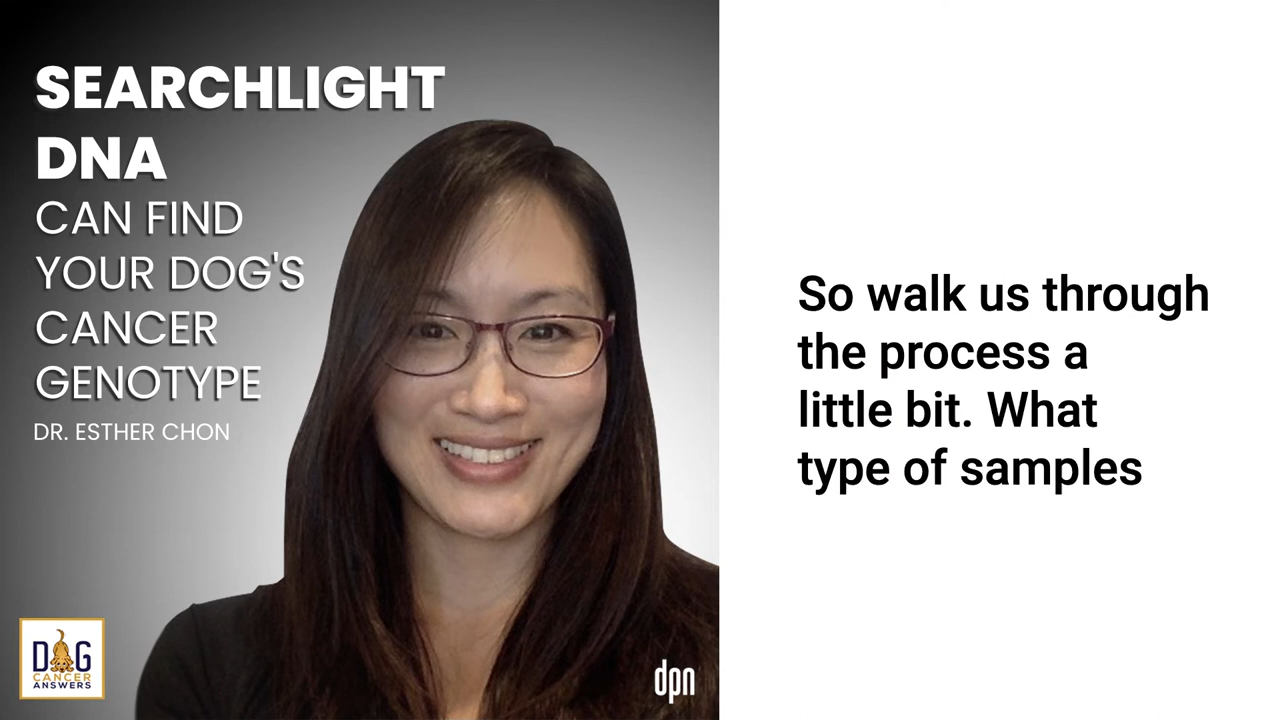 SEARCHLIGHT
DNA
CAN FIND
YOUR DOG'S
CANCER
GENOTYPE
DR. ESTHER CHON
DOG
CANCER
ANSWERS
dpn
So walk us through
the process a
little bit. What
type of samples